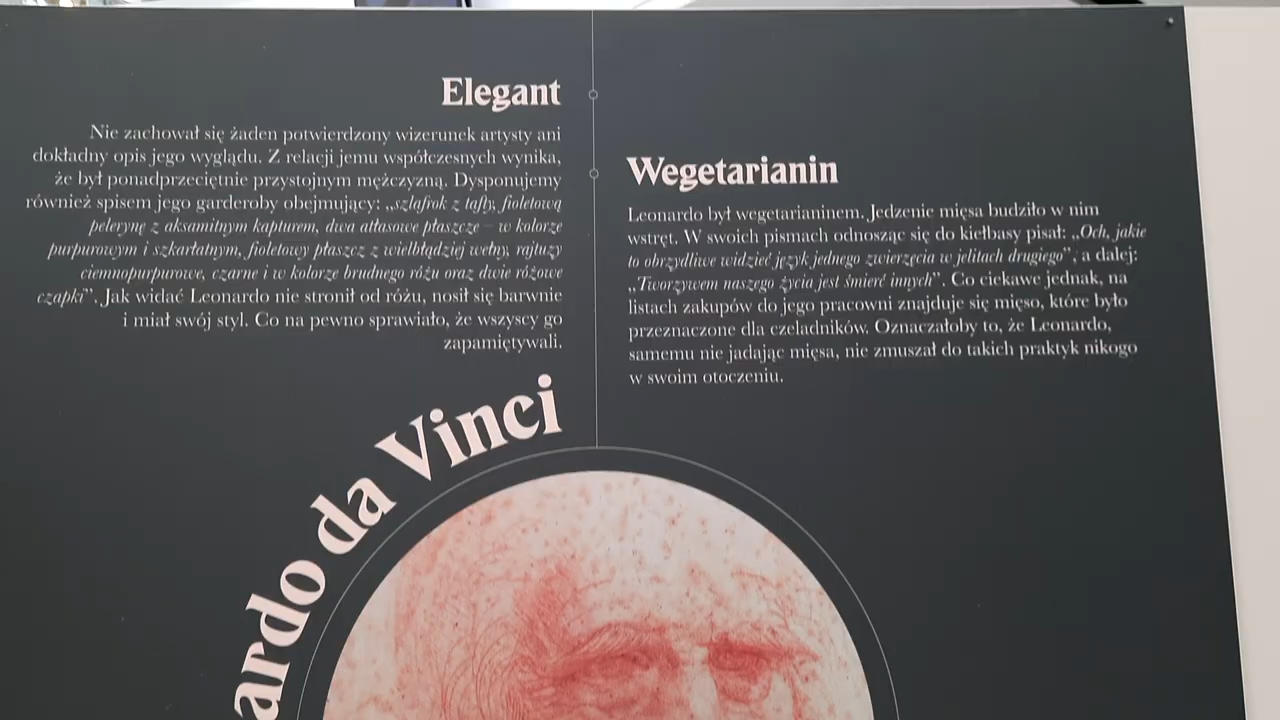 Elegant
Nie zachował się żaden potwierdzony wizerunek artysty ani
dokładny opis jego wyglądu. Z relacji jemu współczesnych wynika,
że był ponadprzeciętnie przystojnym mężczyzną. Dysponujemy
również spisem jego garderoby obejmujący: „szlafrok z tafty, fioletową
pelerynę z aksamitnym kapturem, dwa atłasowe płaszcze – w kolorze
purpurowym i szkarłatnym, fioletowy płaszcz z wielbłądziej wełny, rajtuzy
ciemnopurpurowe, czarne i w kolorze brudnego różu oraz dwie różowe
czapki”. Jak widać Leonardo nie stronił od różu, nosił się barwnie
i miał swój styl. Co na pewno sprawiało, że wszyscy go
zapamiętywali.
Wegetarianin
Leonardo był wegetarianinem. Jedzenie mięsa budziło w nim
wstręt. W swoich pismach odnosząc się do kiełbasy pisał: „Och, jakie
to obrzydliwe widzieć język jednego zwierzęcia w jelitach drugiego”, a dalej:
„Tworzywem naszego życia jest śmierć innych”. Co ciekawe jednak, na
listach zakupów do jego pracowni znajduje się mięso, które było
przeznaczone dla czeladników. Oznaczałoby to, że Leonardo,
samemu nie jadając mięsa, nie zmuszał do takich praktyk nikogo
w swoim otoczeniu.
ardo da Vinci